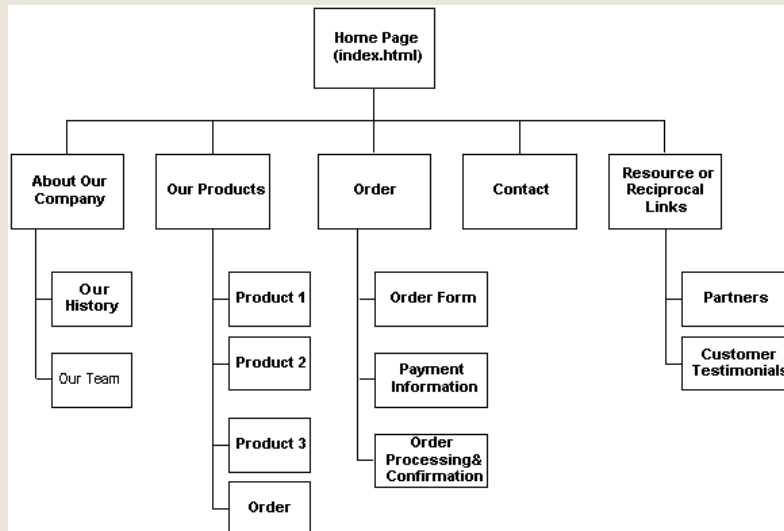 Home Page
(index.html)
About Our
Company
Our Products
Order
Contact
Resource or
Reciprocal
Links
Our
History
Our Team
Product 1
Product 2
Product 3
Order
Order Form
Payment
Information
Order
Processing&
Confirmation
Partners
Customer
Testimonials